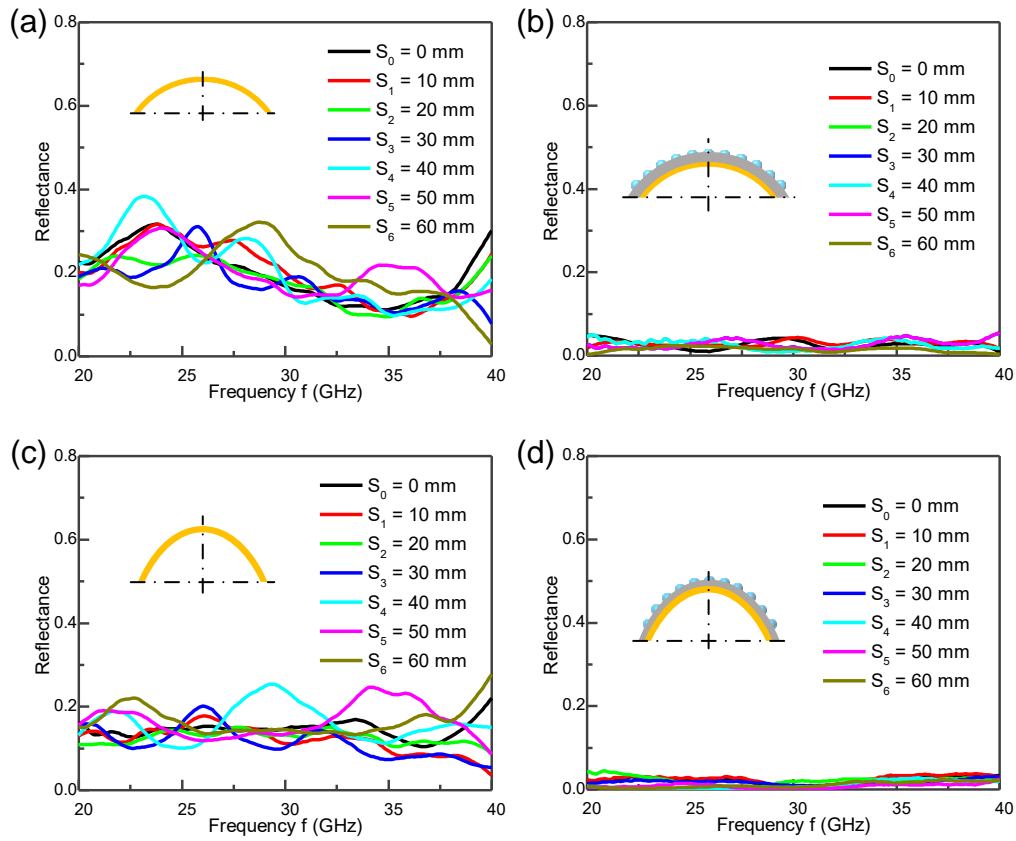 (a)
0.8
0.6
0.4
0.2
0.0
Reflectance
20 25 30 35 40
Frequency f (GHz)
S0 = 0 mm
S1 = 10 mm
S2 = 20 mm
S3 = 30 mm
S4 = 40 mm
S5 = 50 mm
S6 = 60 mm
(b)
0.8
0.6
0.4
0.2
0.0
Reflectance
20 25 30 35 40
Frequency f (GHz)
S0 = 0 mm
S1 = 10 mm
S2 = 20 mm
S3 = 30 mm
S4 = 40 mm
S5 = 50 mm
S6 = 60 mm
(c)
0.8
0.6
0.4
0.2
0.0
Reflectance
20 25 30 35 40
Frequency f (GHz)
S0 = 0 mm
S1 = 10 mm
S2 = 20 mm
S3 = 30 mm
S4 = 40 mm
S5 = 50 mm
S6 = 60 mm
(d)
0.8
0.6
0.4
0.2
0.0
Reflectance
20 25 30 35 40
Frequency f (GHz)
S0 = 0 mm
S1 = 10 mm
S2 = 20 mm
S3 = 30 mm
S4 = 40 mm
S5 = 50 mm
S6 = 60 mm